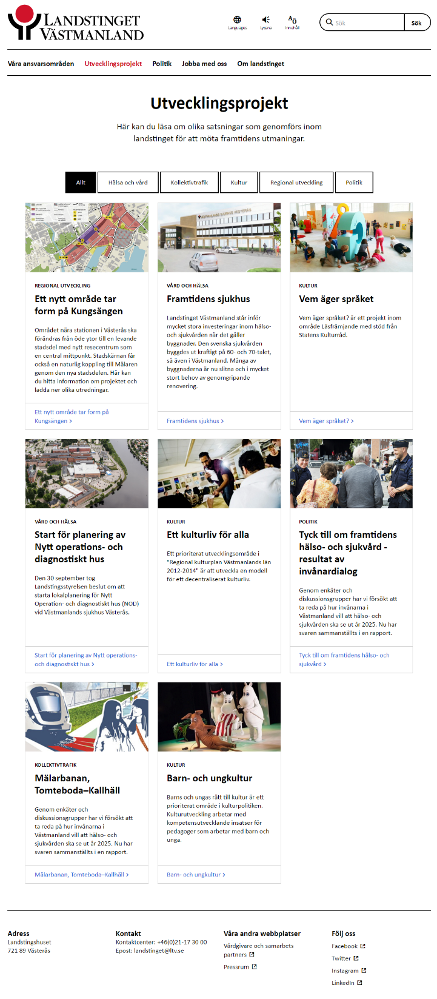 LANDSTINGET
VÄSTMANLAND
Languages
Lyssna
Innehåll
Sök
Sök
Våra ansvarsområden
Utvecklingsprojekt
Politik
Jobba med oss
Om landstinget
Utvecklingsprojekt
Här kan du läsa om olika satsningar som genomförs inom
landstinget för att möta framtidens utmaningar.
Allt
Hälsa och vård
Kollektivtrafik
Kultur
Regional utveckling
Politik
REGIONAL UTVECKLING
Ett nytt område tar
form på Kungsängen
Området nära stationen i Västerås ska
förändras från öde ytor till en levande
stadsdel med nytt resecentrum som
en central mittpunkt. Stadskärnan får
också en naturlig koppling till Mälaren
genom den nya stadsdelen. Här kan
du hitta information om projektet och
ladda ner olika utredningar.
Ett nytt område tar form på
Kungsängen
VÄSTMANLANDS SJUKHUS VÄSTERÅS
VÅRD OCH HÄLSA
Framtidens sjukhus
Landstinget Västmanland står inför
mycket stora investeringar inom hälso-
och sjukvården när det gäller
byggnader. Den svenska sjukvården
byggdes ut kraftigt på 60- och 70-talet,
så även i Västmanland. Många av
byggnaderna är nu slitna och i mycket
stort behov av genomgripande
renovering.
Framtidens sjukhus
KULTUR
Vem äger språket
Vem äger språket? är ett projekt inom
område Läsfrämjande med stöd från
Statens Kulturråd.
Vem äger språket?
VÅRD OCH HÄLSA
Start för planering av
Nytt operations- och
diagnostiskt hus
Den 30 september tog
Landstingsstyrelsen beslut om att
starta lokalplanering för Nytt
Operation- och diagnostiskt hus (NOD)
vid Västmanlands sjukhus Västerås.
Start för planering av Nytt operations-
och diagnostiskt hus
KULTUR
Ett kulturliv för alla
Ett prioriterat utvecklingsområde i
"Regional kulturplan Västmanlands län
2012-2014" är att utveckla en modell
för ett decentraliserat kulturliv.
Ett kulturliv för alla
POLITIK
Tyck till om framtidens
hälso- och sjukvård -
resultat av
invånardialog
Genom enkäter och
diskussionsgrupper har vi försökt att
ta reda på hur invånarna i
Västmanland vill att hälso- och
sjukvården ska se ut år 2025. Nu har
svaren sammanställts i en rapport.
Tyck till om framtidens hälso- och
sjukvård
KOLLEKTIVTRAFIK
Mälarbanan,
Tomteboda–Kallhäll
Genom enkäter och
diskussionsgrupper har vi försökt att
ta reda på hur invånarna i
Västmanland vill att hälso- och
sjukvården ska se ut år 2025. Nu har
svaren sammanställts i en rapport.
Mälarbanan, Tomteboda–Kallhäll
KULTUR
Barn- och ungkultur
Barns och ungas rätt till kultur är ett
prioriterat område i kulturpolitiken.
Kulturutveckling arbetar med
kompetensutvecklande insatser för
pedagoger som arbetar med barn och
unga.
Barn- och ungkultur
Adress
Landstingshuset
721 89 Västerås
Kontakt
Kontaktcenter: +46(0)21-17 30 00
Epost: landstinget@ltv.se
Våra andra webbplatser
Vårdgivare och samarbets
partners
Pressrum
Följ oss
Facebook
Twitter
Instagram
LinkedIn